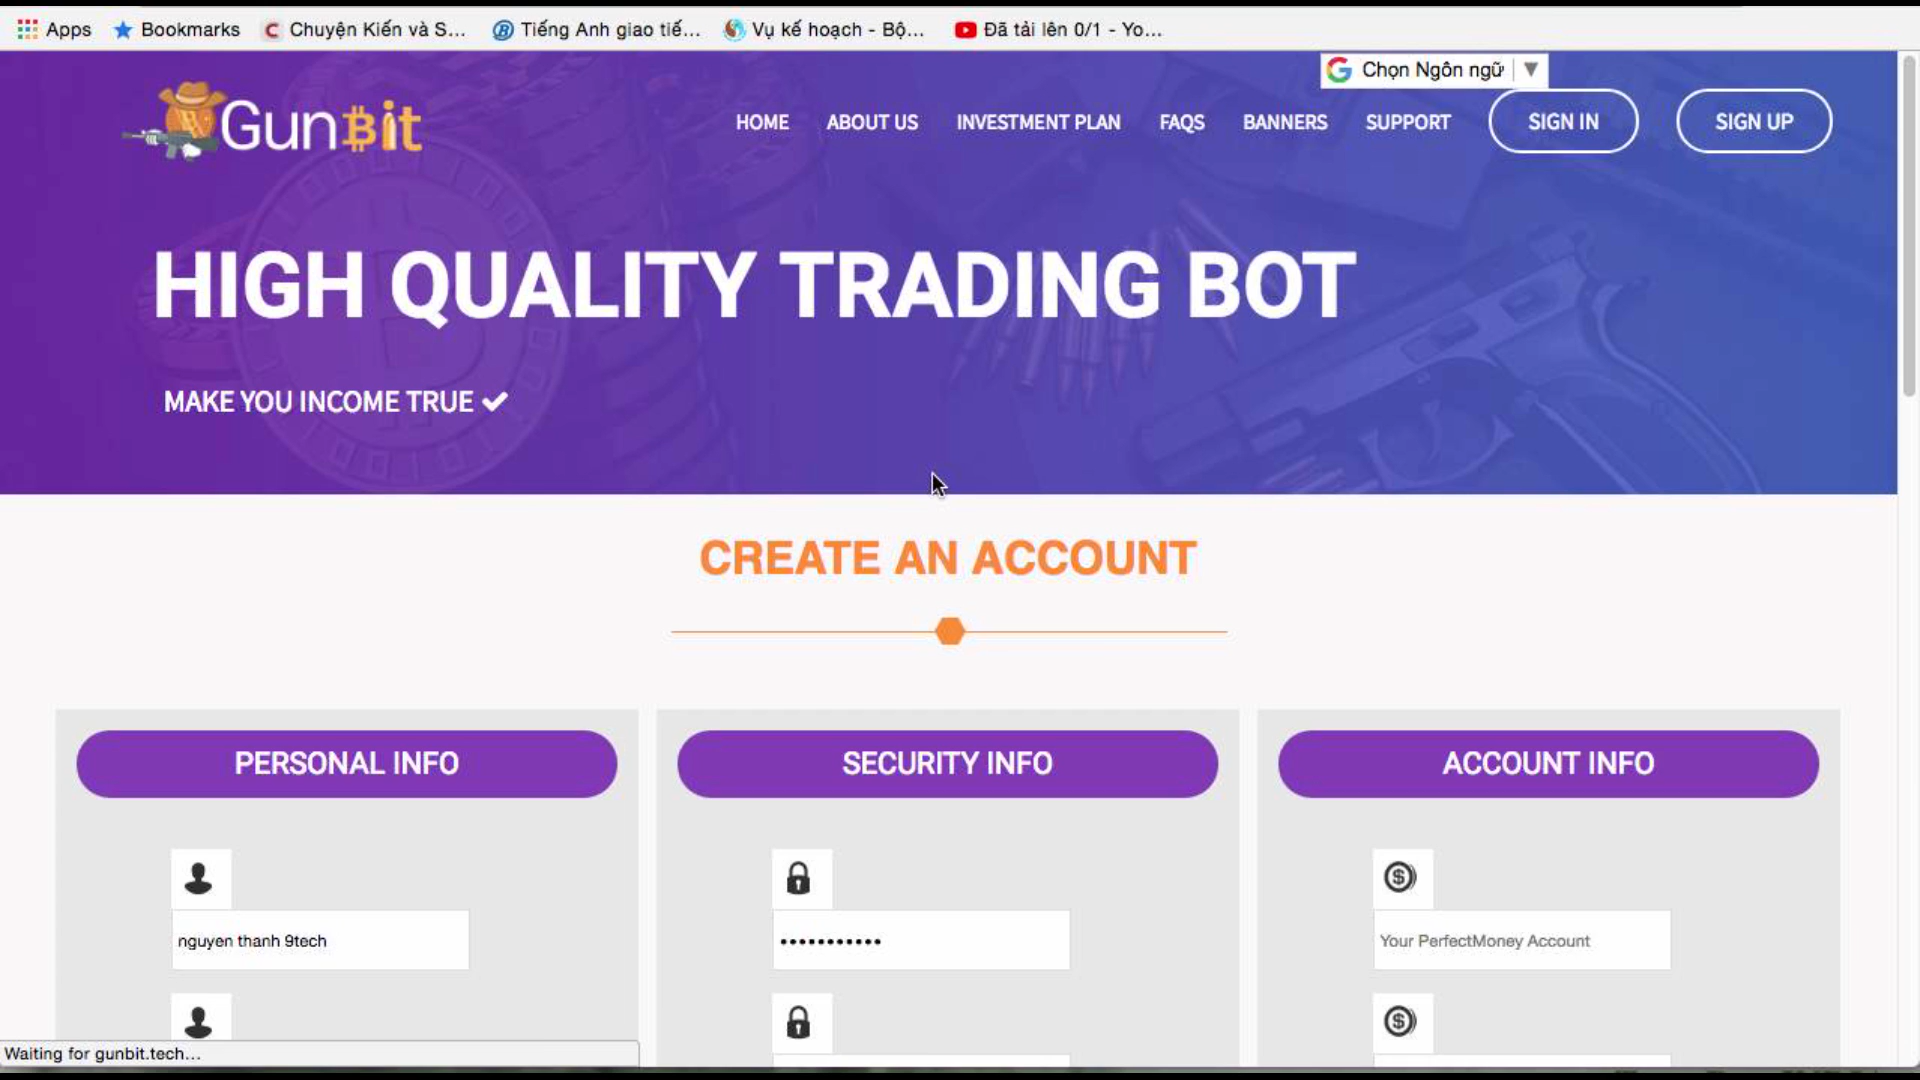 Apps Bookmarks Chuyện Kiến và S... Tiếng Anh giao tiế... Vụ kế hoạch - Bộ... Đã tải lên 0/1 - Yo...
Chọn Ngôn ngữ ▼
GunBit
HOME ABOUT US INVESTMENT PLAN FAQS BANNERS SUPPORT SIGN IN SIGN UP
HIGH QUALITY TRADING BOT
MAKE YOU INCOME TRUE ✔
CREATE AN ACCOUNT
PERSONAL INFO SECURITY INFO ACCOUNT INFO
nguyen thanh 9tech ••••••••••• Your PerfectMoney Account
Waiting for gunbit.tech...